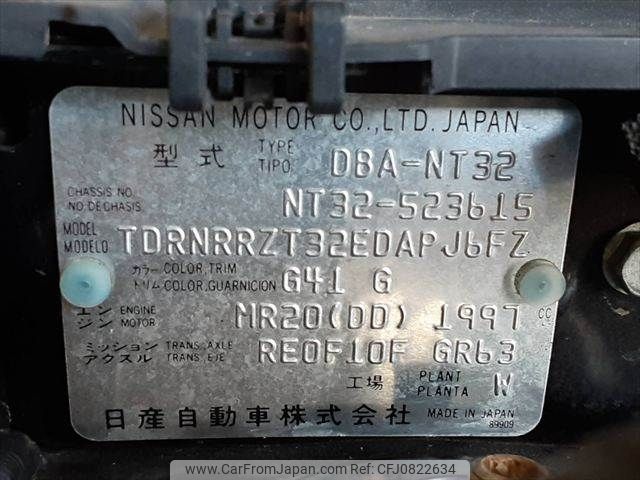 NISSAN MOTOR CO.,LTD. JAPAN
型式 TYPE TIPO DBA-NT32
CHASSIS NO. NO.DE CHASIS NT32-523615
MODEL MODELO TDRNRRZT32EDAPJ6FZ
カラー トリム COLOR,TRIM COLOR,GUARNICION G41 G
エンジン ENGINE MOTOR MR20(DD) 1997 CC
ミッション アクスル TRANS.AXLE TRANS.EJE RE0F10F GR63
工場 PLANT PLANTA W
日産自動車株式会社 MADE IN JAPAN
89909
www.CarFromJapan.com - No.CFJ0822634